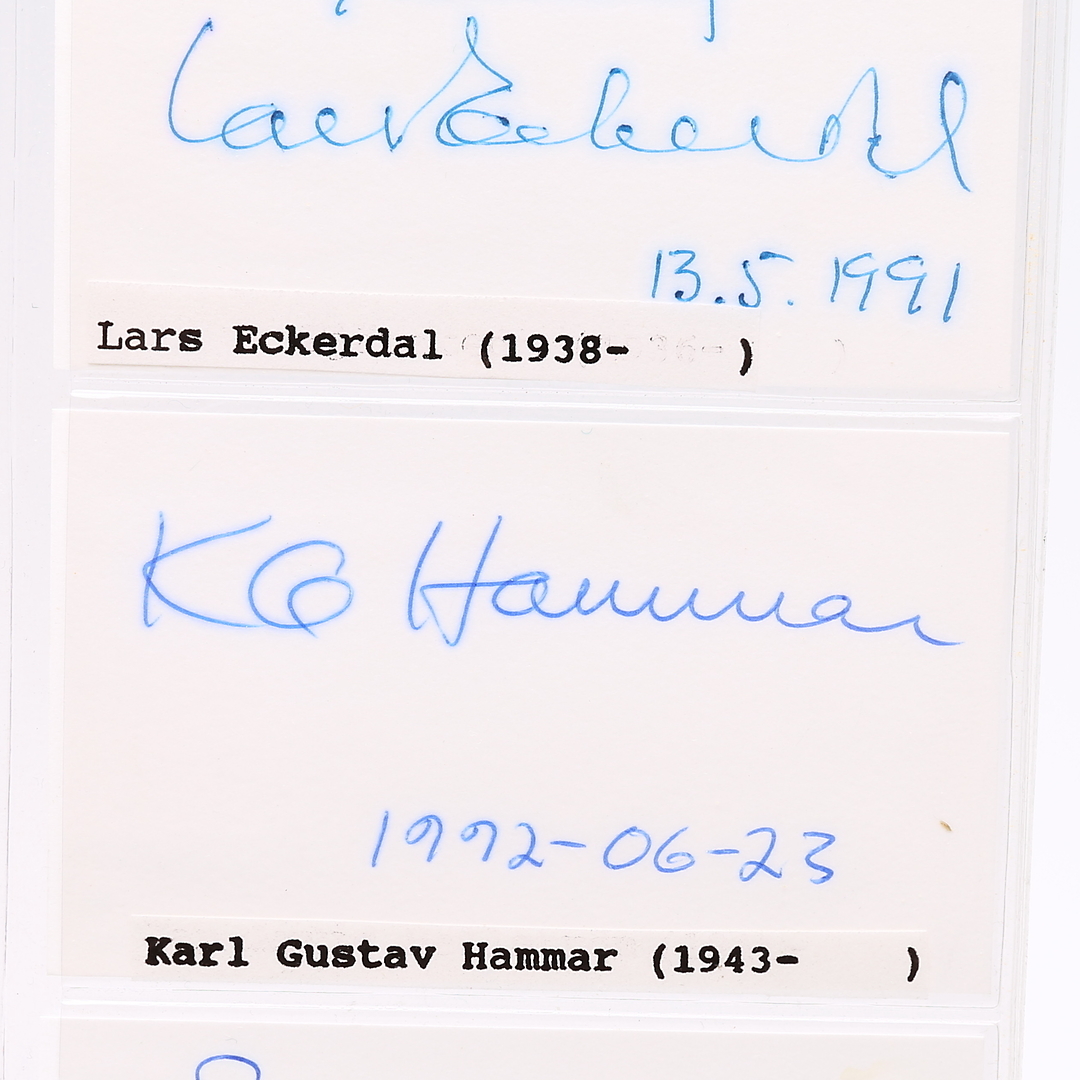 Lars Eckerdal
13.5.1991
Lars Eckerdal (1938- )
KG Hammar
1992-06-23
Karl Gustav Hammar (1943- )